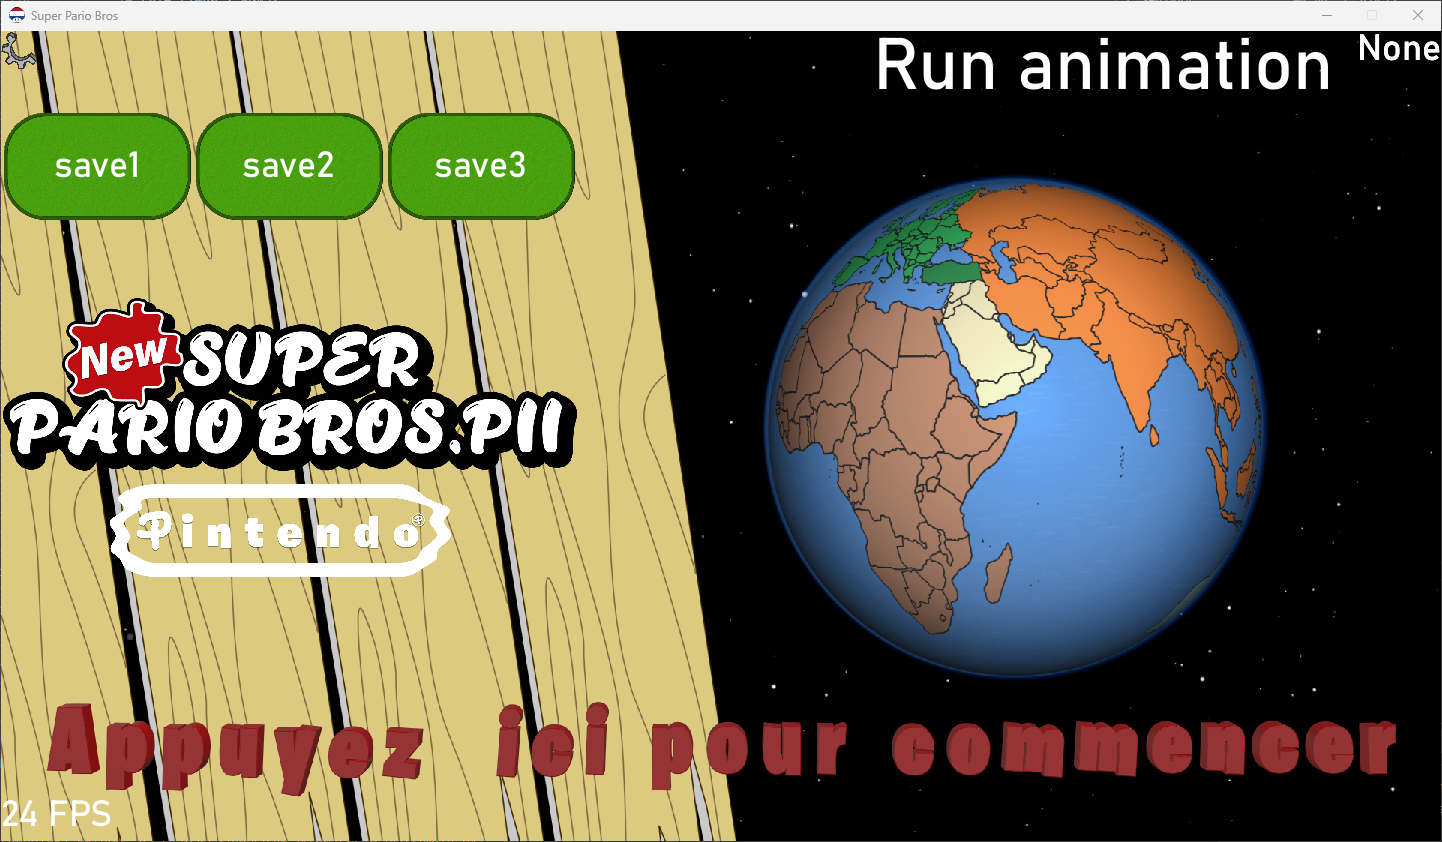 Super Pario Bros
Run animation
None
save1
save2
save3
New SUPER
PARIO BROS.PII
Pintendo
Appuyez ici pour commencer
24 FPS